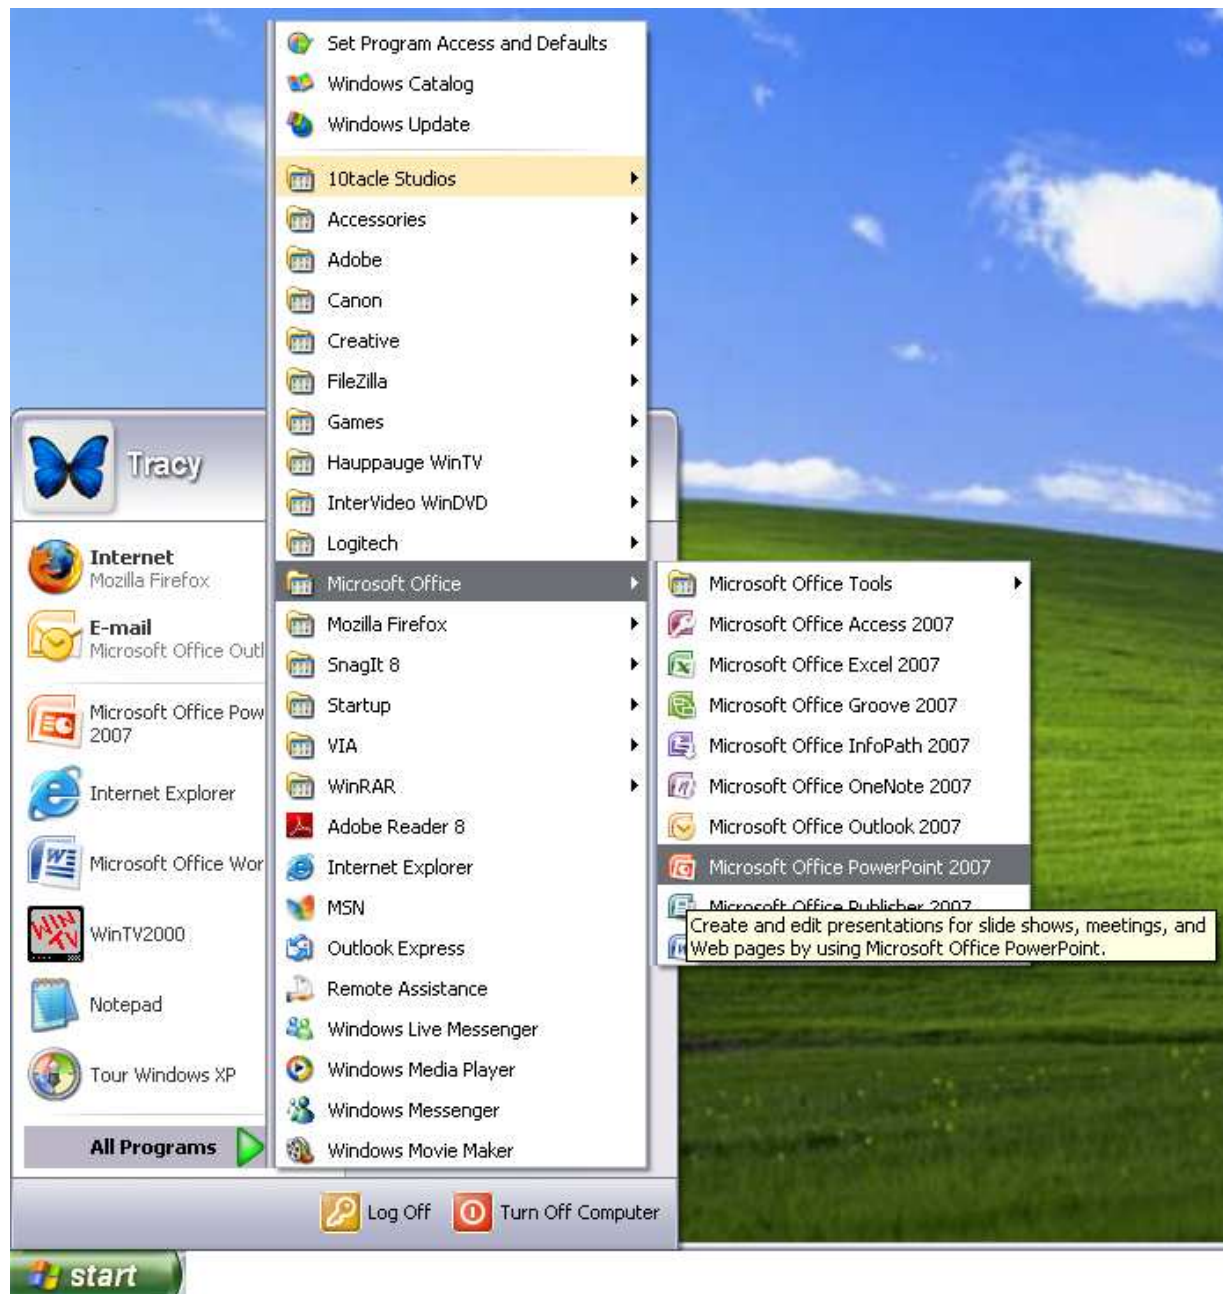 Set Program Access and Defaults
Windows Catalog
Windows Update
10tacle Studios
Accessories
Adobe
Canon
Creative
FileZilla
Games
Hauppauge WinTV
InterVideo WinDVD
Logitech
Microsoft Office
Mozilla Firefox
SnagIt 8
Startup
VIA
WinRAR
Adobe Reader 8
Internet Explorer
MSN
Outlook Express
Remote Assistance
Windows Live Messenger
Windows Media Player
Windows Messenger
Windows Movie Maker
Tracy
Internet
Mozilla Firefox
E-mail
Microsoft Office Outl
Microsoft Office Pow
2007
Internet Explorer
Microsoft Office Wor
WIN
TV
WinTV2000
Notepad
Tour Windows XP
All Programs
Microsoft Office Tools
Microsoft Office Access 2007
Microsoft Office Excel 2007
Microsoft Office Groove 2007
Microsoft Office InfoPath 2007
Microsoft Office OneNote 2007
Microsoft Office Outlook 2007
Microsoft Office PowerPoint 2007
Microsoft Office Publisher 2007
Create and edit presentations for slide shows, meetings, and
Web pages by using Microsoft Office PowerPoint.
Log Off
Turn Off Computer
start